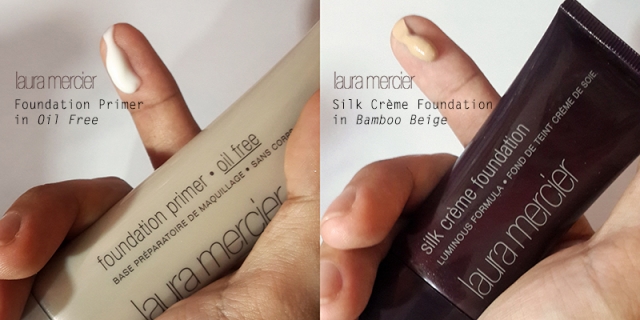 laura mercier
Foundation Primer
in Oil Free
foundation primer • oil free
BASE PRÉPARATOIRE DE MAQUILLAGE • SANS CORPS
laura mercier
laura mercier
Silk Crème Foundation
in Bamboo Beige
silk crème foundation
LUMINOUS FORMULA • FOND DE TEINT CRÈME DE SOIE
laura mercier